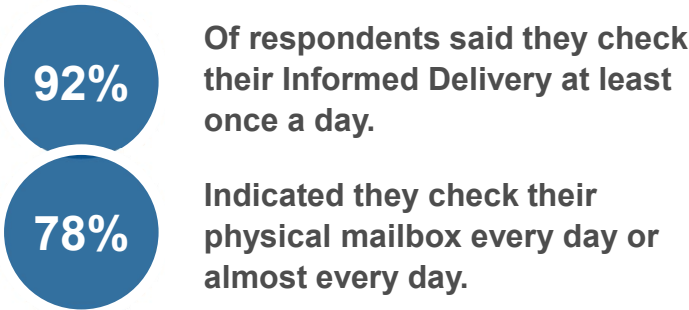 92%
Of respondents said they check
their Informed Delivery at least
once a day.
78%
Indicated they check their
physical mailbox every day or
almost every day.